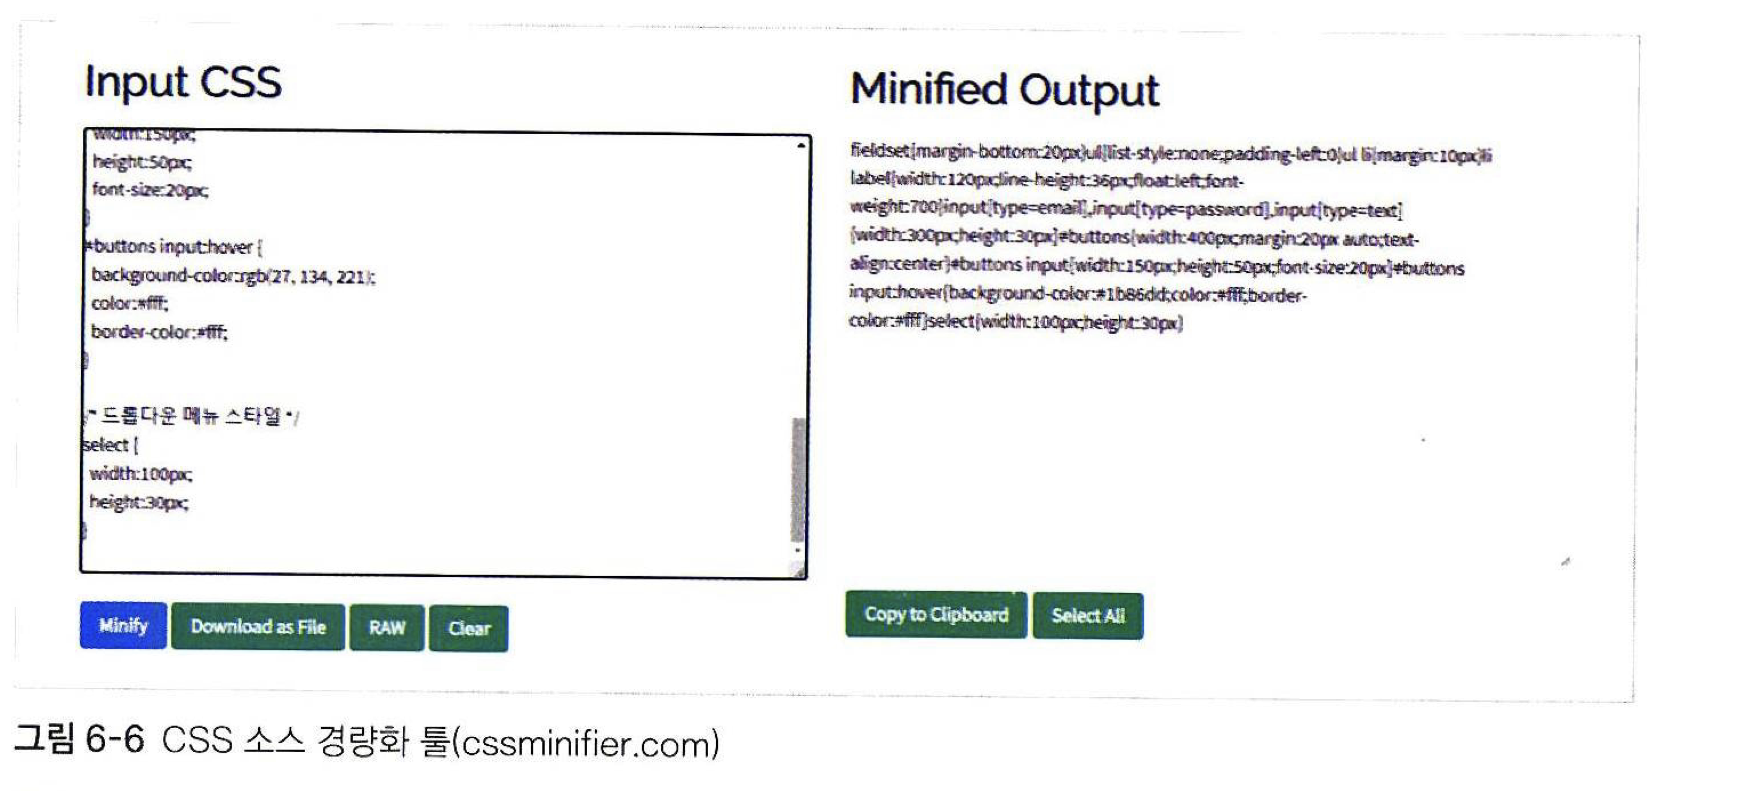 Input CSS
width:150px;
height:50px;
font-size:20px;
}
#buttons input:hover {
background-color:rgb(27, 134, 221);
color:#fff;
border-color:#fff;
}
/* 드롭다운 메뉴 스타일 */
select {
width:100px;
height:30px;
}
Minify
Download as File
RAW
Clear
Minified Output
fieldset{margin-bottom:20px}ul{list-style:none;padding-left:0}ul li{margin:10px}li
label{width:120px;line-height:36px;float:left;font-
weight:700}input[type=email],input[type=password],input[type=text]
{width:300px;height:30px}#buttons{width:400px;margin:20px auto;text-
align:center}#buttons input{width:150px;height:50px;font-size:20px}#buttons
input:hover{background-color:#1b86dd;color:#fff;border-
color:#fff}select{width:100px;height:30px}
Copy to Clipboard
Select All
그림 6-6 CSS 소스 경량화 툴(cssminifier.com)